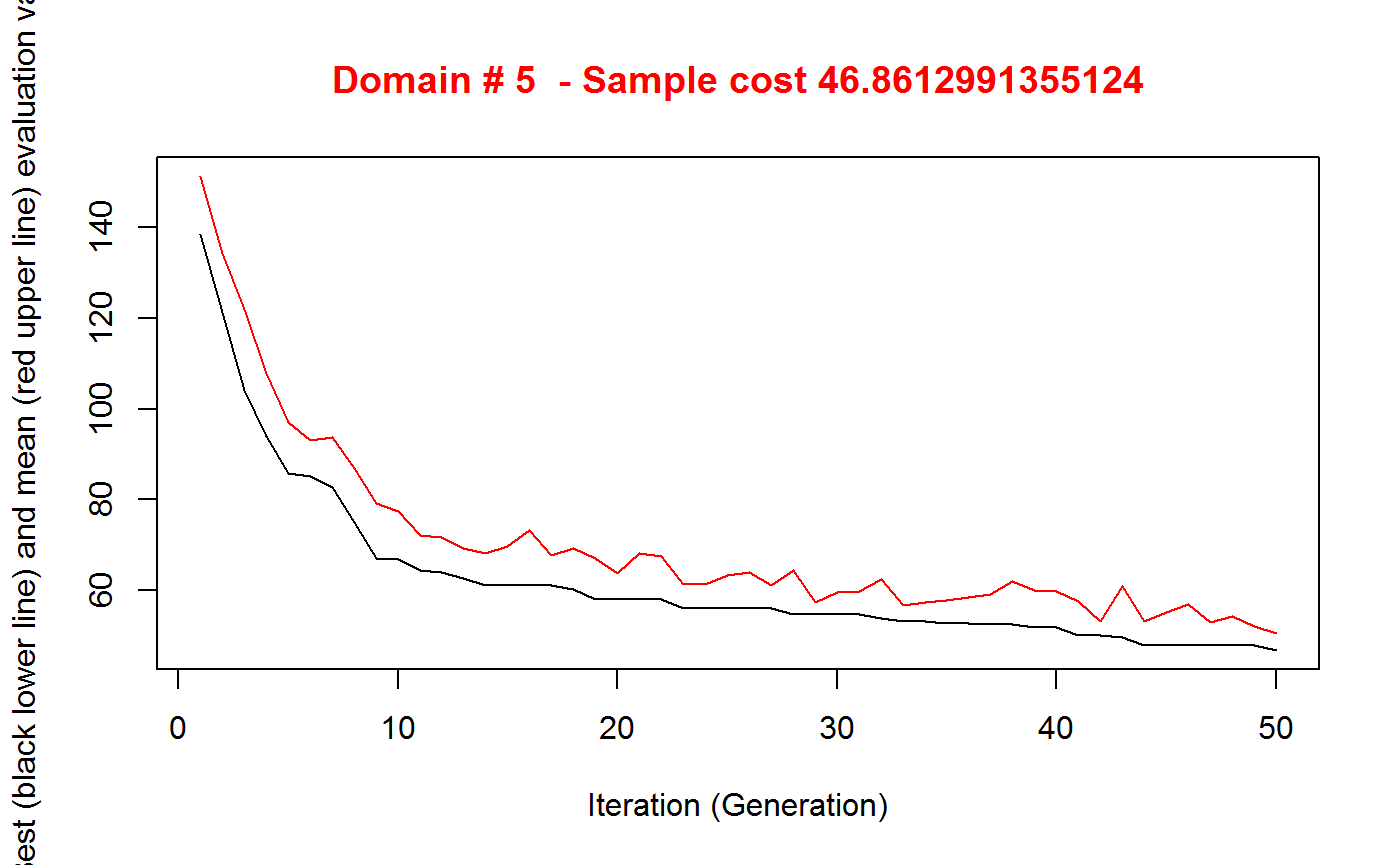 Domain # 5  - Sample cost 46.8612991355124
(black lower line) and mean (red upper line) evaluation
140
120
100
80
60
0 10 20 30 40 50
Iteration (Generation)